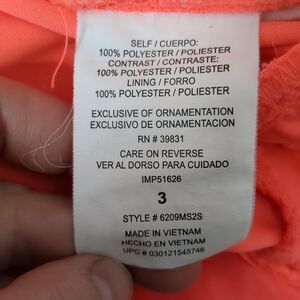 SELF / CUERPO:
100% POLYESTER / POLIESTER
CONTRAST / CONTRASTE:
100% POLYESTER / POLIESTER
LINING / FORRO
100% POLYESTER / POLIESTER
EXCLUSIVE OF ORNAMENTATION
EXCLUSIVO DE ORNAMENTACION
RN # 39831
CARE ON REVERSE
VER AL DORSO PARA CUIDADO
IMP51626
3
STYLE # 6209MS2S
MADE IN VIETNAM
HECHO EN VIETNAM
UPC # 030121545746